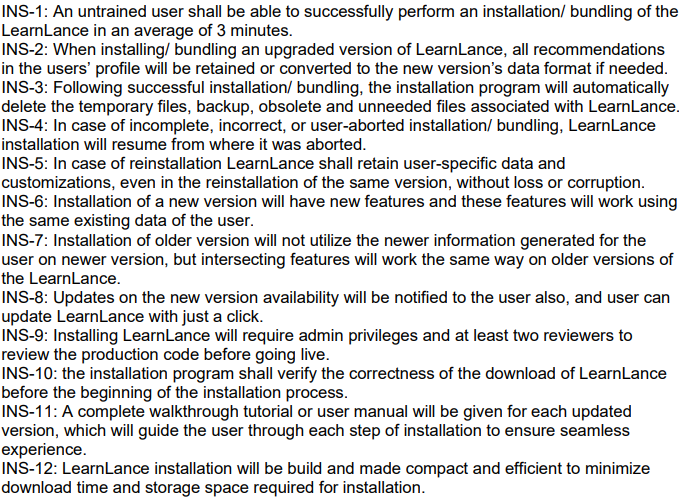 INS-1: An untrained user shall be able to successfully perform an installation/ bundling of the
LearnLance in an average of 3 minutes.
INS-2: When installing/ bundling an upgraded version of LearnLance, all recommendations
in the users’ profile will be retained or converted to the new version’s data format if needed.
INS-3: Following successful installation/ bundling, the installation program will automatically
delete the temporary files, backup, obsolete and unneeded files associated with LearnLance.
INS-4: In case of incomplete, incorrect, or user-aborted installation/ bundling, LearnLance
installation will resume from where it was aborted.
INS-5: In case of reinstallation LearnLance shall retain user-specific data and
customizations, even in the reinstallation of the same version, without loss or corruption.
INS-6: Installation of a new version will have new features and these features will work using
the same existing data of the user.
INS-7: Installation of older version will not utilize the newer information generated for the
user on newer version, but intersecting features will work the same way on older versions of
the LearnLance.
INS-8: Updates on the new version availability will be notified to the user also, and user can
update LearnLance with just a click.
INS-9: Installing LearnLance will require admin privileges and at least two reviewers to
review the production code before going live.
INS-10: the installation program shall verify the correctness of the download of LearnLance
before the beginning of the installation process.
INS-11: A complete walkthrough tutorial or user manual will be given for each updated
version, which will guide the user through each step of installation to ensure seamless
experience.
INS-12: LearnLance installation will be build and made compact and efficient to minimize
download time and storage space required for installation.